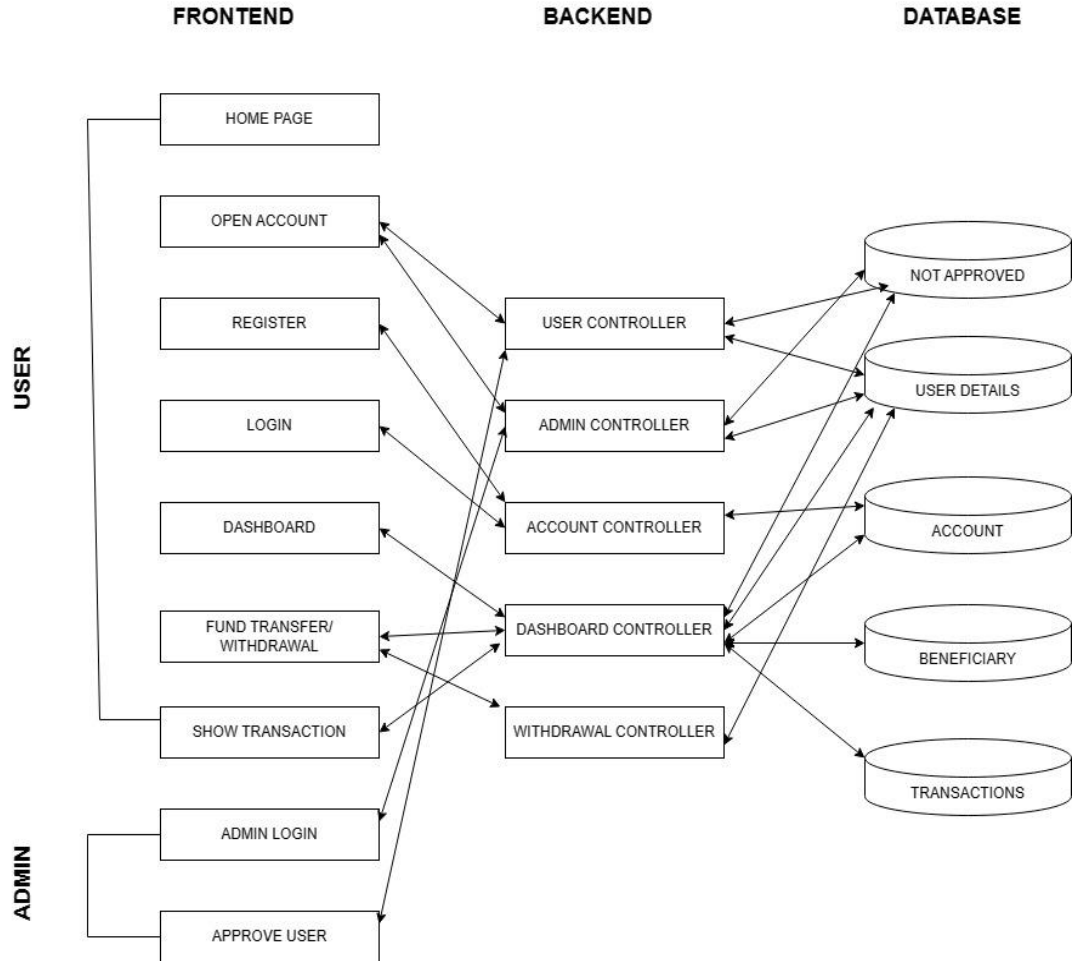 FRONTEND
BACKEND
DATABASE
HOME PAGE
OPEN ACCOUNT
NOT APPROVED
REGISTER
USER CONTROLLER
USER
USER DETAILS
LOGIN
ADMIN CONTROLLER
DASHBOARD
ACCOUNT CONTROLLER
ACCOUNT
FUND TRANSFER/
WITHDRAWAL
DASHBOARD CONTROLLER
BENEFICIARY
SHOW TRANSACTION
WITHDRAWAL CONTROLLER
TRANSACTIONS
ADMIN LOGIN
ADMIN
APPROVE USER